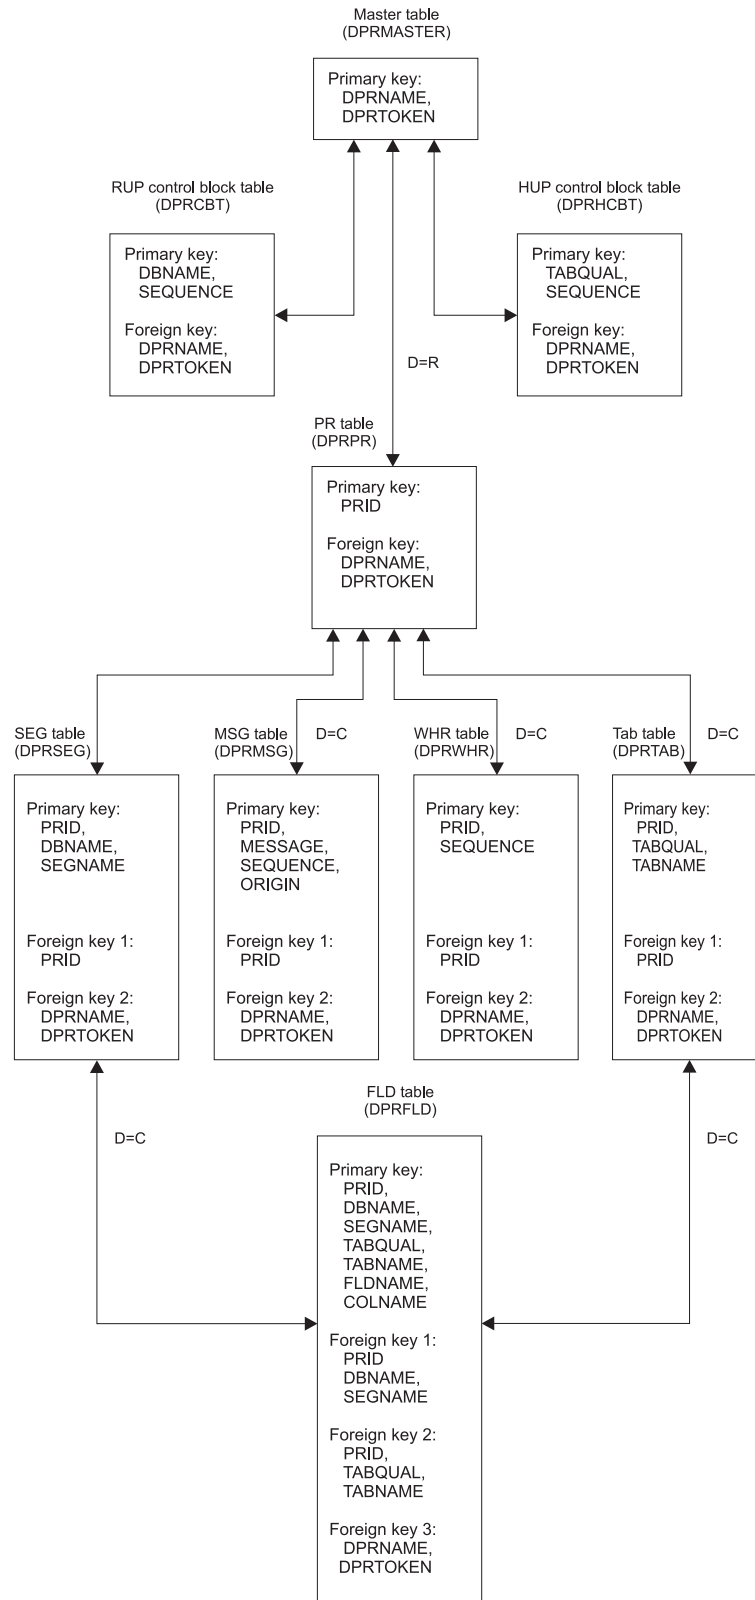 Master table
(DPRMASTER)
Primary key:
DPRNAME,
DPRTOKEN
RUP control block table
(DPRCBT)
Primary key:
DBNAME,
SEQUENCE
Foreign key:
DPRNAME,
DPRTOKEN
HUP control block table
(DPRHCBT)
Primary key:
TABQUAL,
SEQUENCE
Foreign key:
DPRNAME,
DPRTOKEN
D=R
PR table
(DPRPR)
Primary key:
PRID
Foreign key:
DPRNAME,
DPRTOKEN
SEG table
(DPRSEG)
Primary key:
PRID,
DBNAME,
SEGNAME
Foreign key 1:
PRID
Foreign key 2:
DPRNAME,
DPRTOKEN
MSG table
(DPRMSG)
D=C
Primary key:
PRID,
MESSAGE,
SEQUENCE,
ORIGIN
Foreign key 1:
PRID
Foreign key 2:
DPRNAME,
DPRTOKEN
WHR table
(DPRWHR)
D=C
Primary key:
PRID,
SEQUENCE
Foreign key 1:
PRID
Foreign key 2:
DPRNAME,
DPRTOKEN
Tab table
(DPRTAB)
D=C
Primary key:
PRID,
TABQUAL,
TABNAME
Foreign key 1:
PRID
Foreign key 2:
DPRNAME,
DPRTOKEN
D=C
FLD table
(DPRFLD)
D=C
Primary key:
PRID,
DBNAME,
SEGNAME,
TABQUAL,
TABNAME,
FLDNAME,
COLNAME
Foreign key 1:
PRID
DBNAME,
SEGNAME
Foreign key 2:
PRID,
TABQUAL,
TABNAME
Foreign key 3:
DPRNAME,
DPRTOKEN